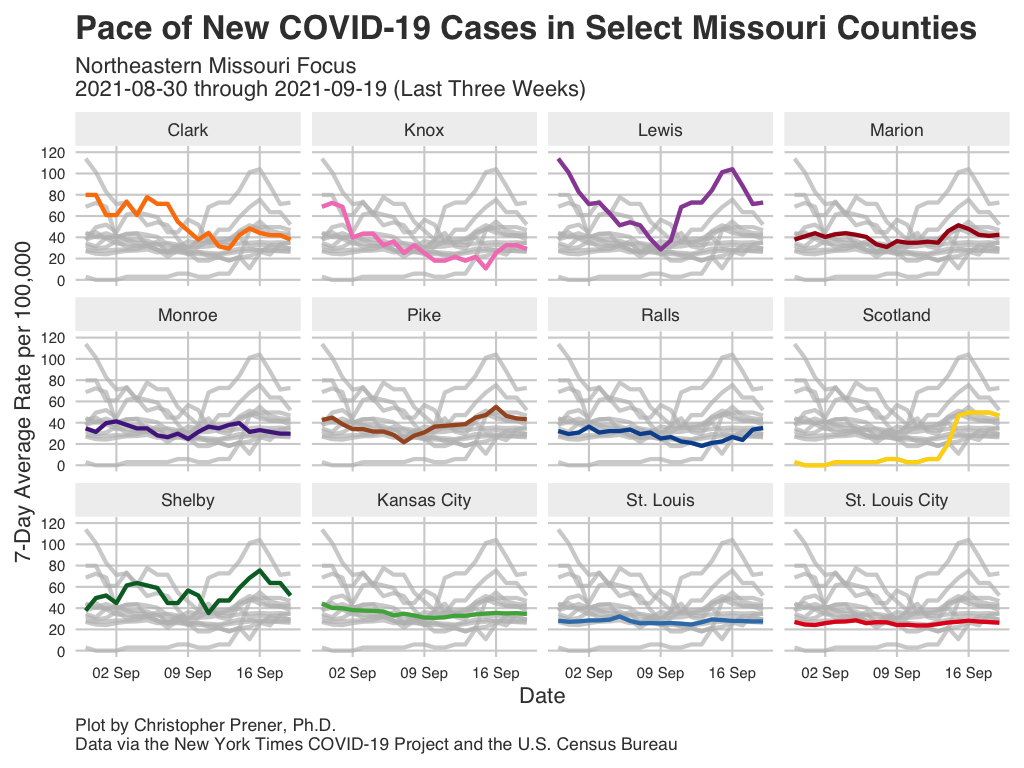 Pace of New COVID-19 Cases in Select Missouri Counties
Northeastern Missouri Focus
2021-08-30 through 2021-09-19 (Last Three Weeks)
7-Day Average Rate per 100,000
Clark
Knox
Lewis
Marion
120
100
80
60
40
20
0
Monroe
Pike
Ralls
Scotland
120
100
80
60
40
20
0
Shelby
Kansas City
St. Louis
St. Louis City
120
100
80
60
40
20
0
02 Sep 09 Sep 16 Sep
02 Sep 09 Sep 16 Sep
02 Sep 09 Sep 16 Sep
02 Sep 09 Sep 16 Sep
Date
Plot by Christopher Prener, Ph.D.
Data via the New York Times COVID-19 Project and the U.S. Census Bureau